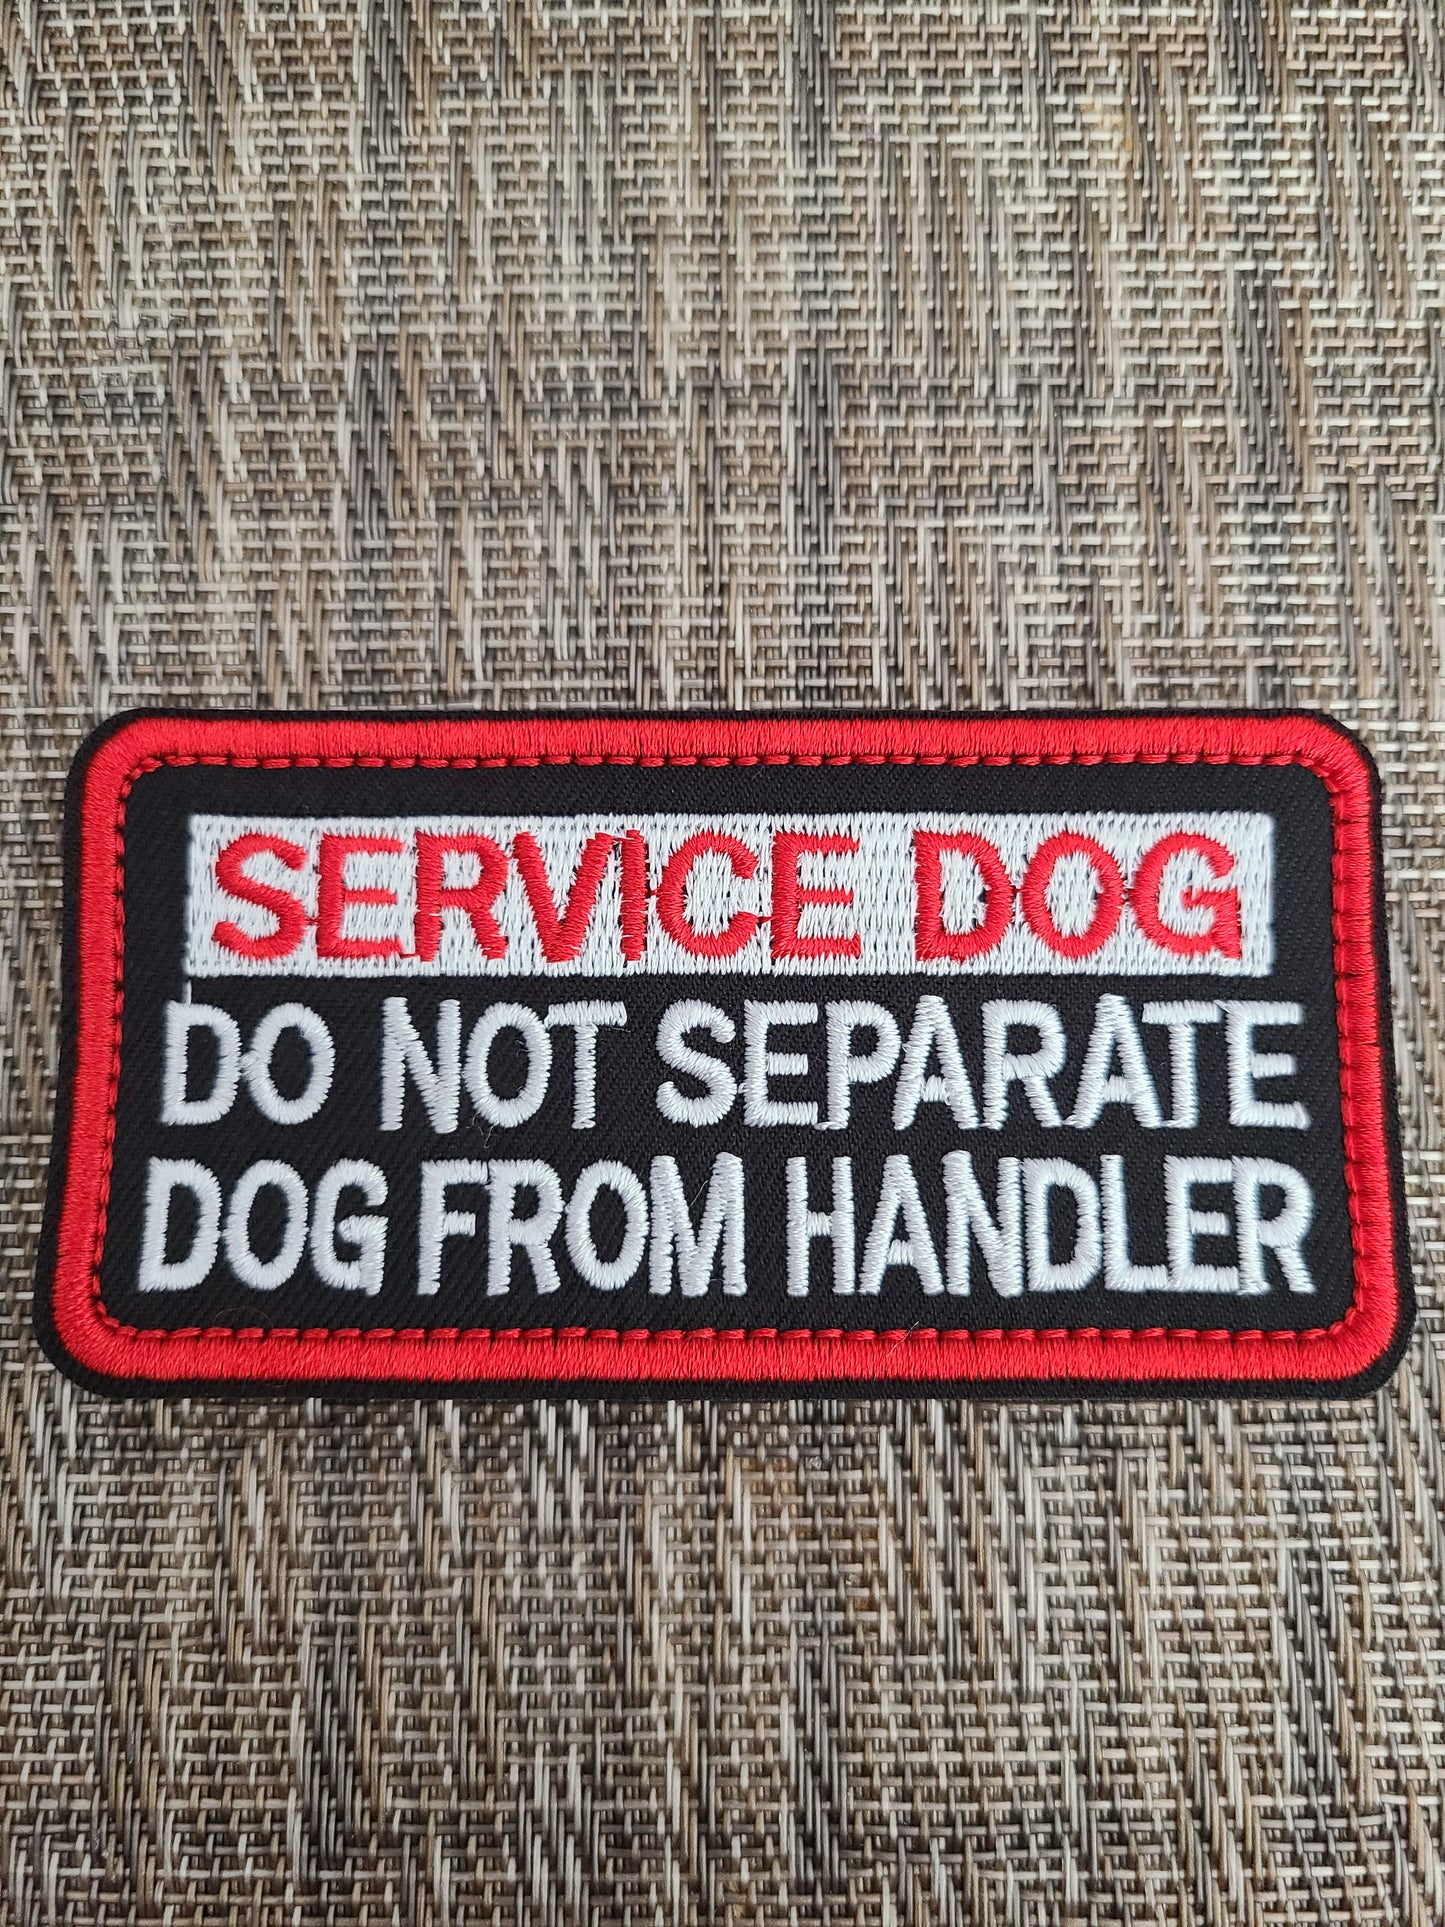 SERVICE DOG
DO NOT SEPARATE
DOG FROM HANDLER